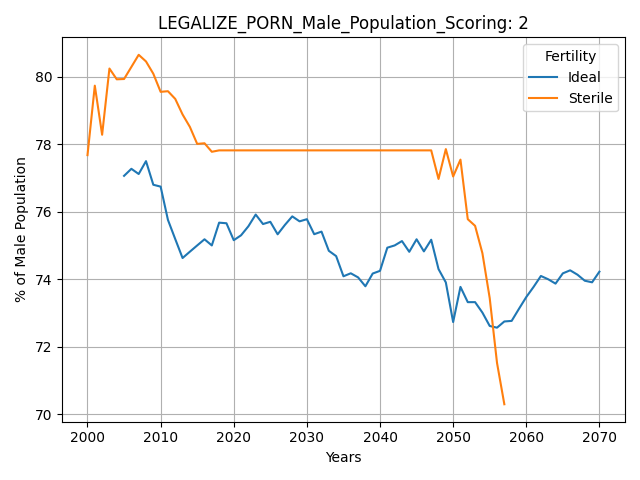 LEGALIZE_PORN_Male_Population_Scoring: 2
Fertility
Ideal
Sterile
% of Male Population
80
78
76
74
72
70
2000 2010 2020 2030 2040 2050 2060 2070
Years